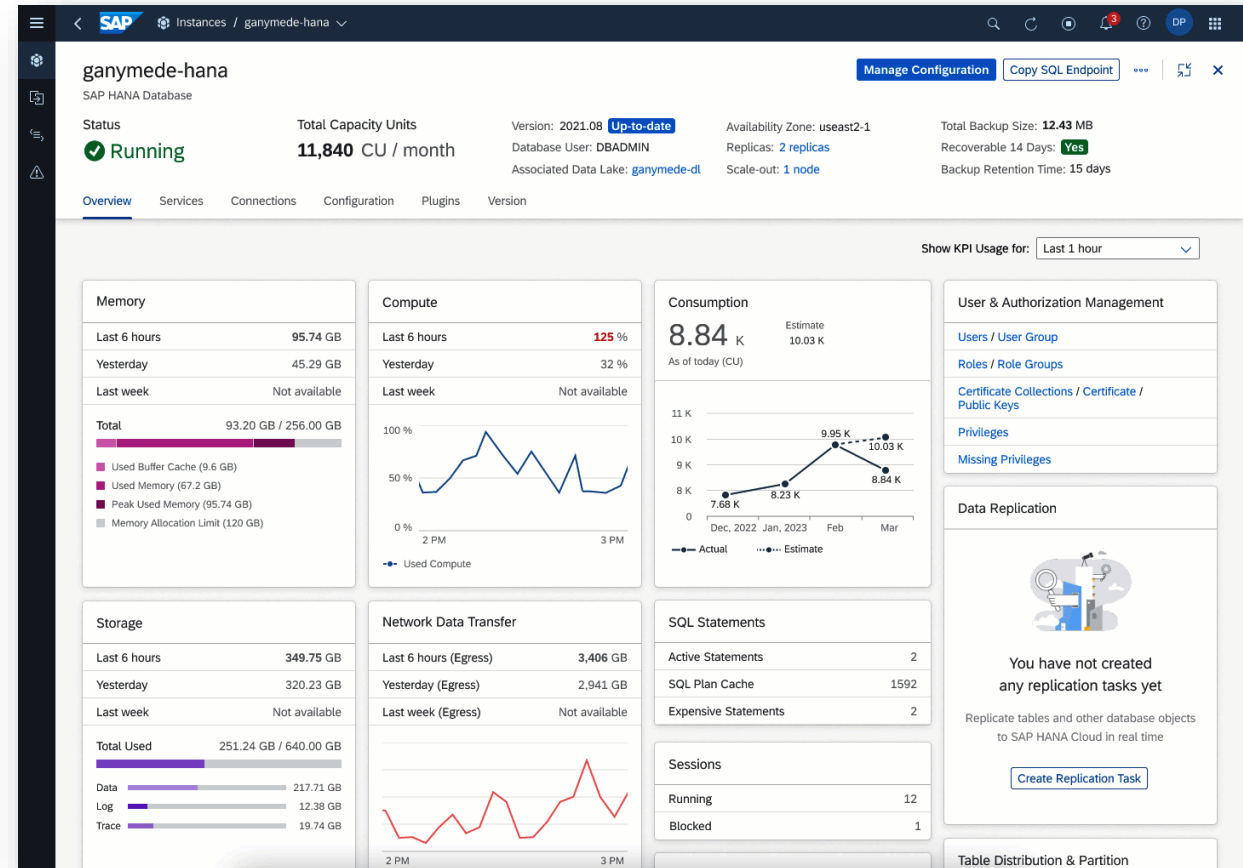 SAP Instances / ganymede-hana 3 DP
ganymede-hana
Manage Configuration Copy SQL Endpoint
SAP HANA Database
Status
Running
Total Capacity Units
11,840 CU / month
Version: 2021.08 Up-to-date
Database User: DBADMIN
Associated Data Lake: ganymede-dl
Availability Zone: useast2-1
Replicas: 2 replicas
Scale-out: 1 node
Total Backup Size: 12.43 MB
Recoverable 14 Days: Yes
Backup Retention Time: 15 days
Overview Services Connections Configuration Plugins Version
Show KPI Usage for: Last 1 hour
Memory
Last 6 hours 95.74 GB
Yesterday 45.29 GB
Last week Not available
Total 93.20 GB / 256.00 GB
Used Buffer Cache (9.6 GB)
Used Memory (67.2 GB)
Peak Used Memory (95.74 GB)
Memory Allocation Limit (120 GB)
Compute
Last 6 hours 125 %
Yesterday 32 %
Last week Not available
100 %
50 %
0 %
2 PM 3 PM
Used Compute
Consumption
8.84 K
Estimate
10.03 K
As of today (CU)
11 K
10 K
9 K
8 K
0
7.68 K
8.23 K
9.95 K
10.03 K
8.84 K
Dec, 2022 Jan, 2023 Feb Mar
Actual Estimate
User & Authorization Management
Users / User Group
Roles / Role Groups
Certificate Collections / Certificate /
Public Keys
Privileges
Missing Privileges
Data Replication
You have not created
any replication tasks yet
Replicate tables and other database objects
to SAP HANA Cloud in real time
Create Replication Task
Storage
Last 6 hours 349.75 GB
Yesterday 320.23 GB
Last week Not available
Total Used 251.24 GB / 640.00 GB
Data 217.71 GB
Log 12.38 GB
Trace 19.74 GB
Network Data Transfer
Last 6 hours (Egress) 3,406 GB
Yesterday (Egress) 2,941 GB
Last week (Egress) Not available
2 PM 3 PM
SQL Statements
Active Statements 2
SQL Plan Cache 1592
Expensive Statements 2
Sessions
Running 12
Blocked 1
Table Distribution & Partition